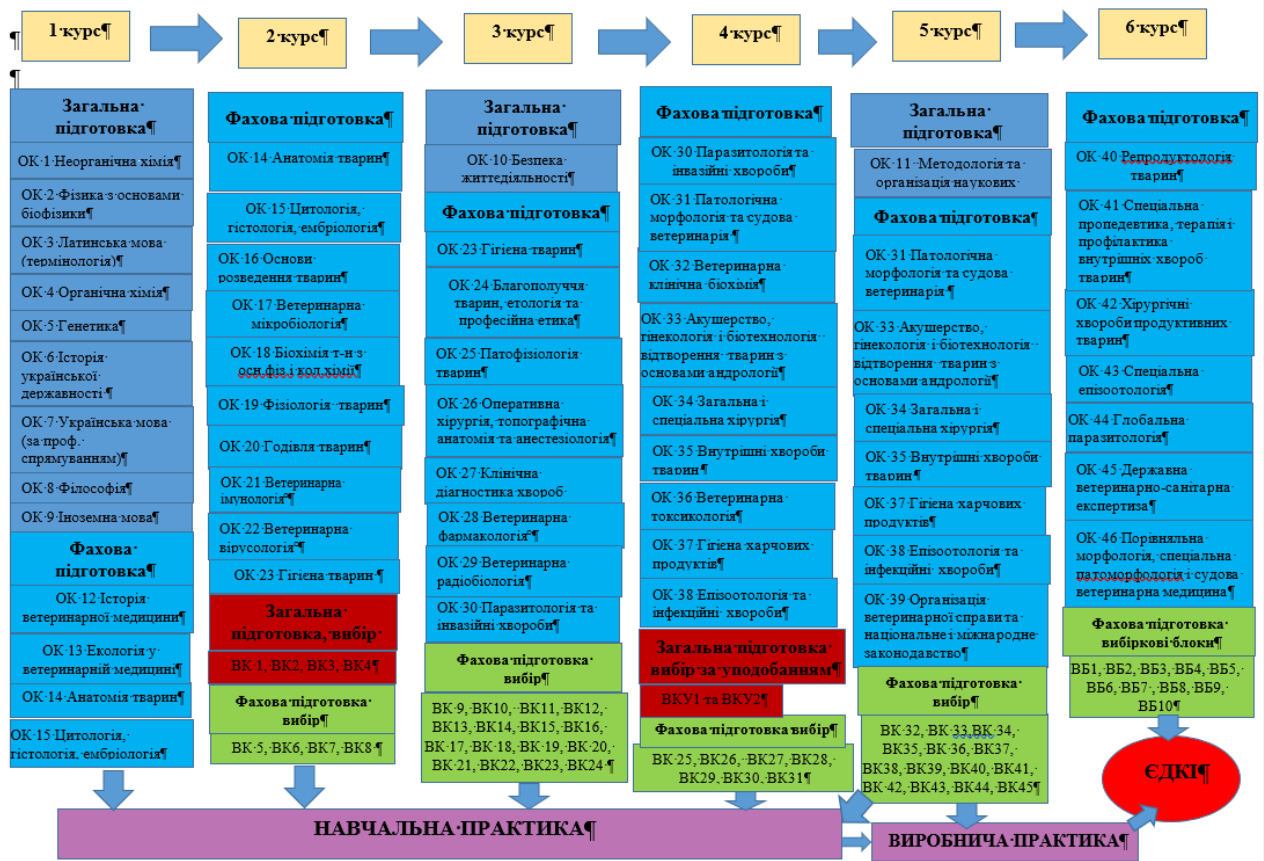 1 курс¶
2 курс¶
3 курс¶
4 курс¶
5 курс¶
6 курс¶
¶
¶
Загальна
підготовка¶
ОК 1 Неорганічна хімія¶
ОК 2 Фізика з основами
біофізики¶
ОК 3 Латинська мова
(термінологія)¶
ОК 4 Органічна хімія¶
ОК 5 Генетика¶
ОК 6 Історія
української
державності ¶
ОК 7 Українська мова
(за проф.
спрямуванням)¶
ОК 8 Філософія¶
ОК 9 Іноземна мова¶
Фахова
підготовка¶
ОК 12 Історія
ветеринарної медицини¶
ОК 13 Екологія у
ветеринарній медицині¶
ОК 14 Анатомія тварин¶
ОК 15 Цитологія,
гістологія, ембріологія¶
Фахова підготовка¶
ОК 14 Анатомія тварин¶
ОК 15 Цитологія,
гістологія, ембріологія¶
ОК 16 Основи
розведення тварин¶
ОК 17 Ветеринарна
мікробіологія¶
ОК 18 Біохімія т-н з
осн.фіз.і кол.хімії¶
ОК 19 Фізіологія тварин¶
ОК 20 Годівля тварин¶
ОК 21 Ветеринарна
імунологія¶
ОК 22 Ветеринарна
вірусологія¶
ОК 23 Гігієна тварин ¶
Загальна
підготовка, вибір
ВК 1, ВК2, ВК3, ВК4¶
Фахова підготовка
вибір¶
ВК 5, ВК6, ВК7, ВК8 ¶
Загальна
підготовка¶
ОК 10 Безпека
життєдіяльності¶
Фахова підготовка¶
ОК 23 Гігієна тварин¶
ОК 24 Благополуччя
тварин, етологія та
професійна етика¶
ОК 25 Патофізіологія
тварин¶
ОК 26 Оперативна
хірургія, топографічна
анатомія та анестезіологія¶
ОК 27 Клінічна
діагностика хвороб
ОК 28 Ветеринарна
фармакологія¶
ОК 29 Ветеринарна
радіобіологія¶
ОК 30 Паразитологія та
інвазійні хвороби¶
Фахова підготовка
вибір¶
ВК 9, ВК10, ВК11, ВК12,
ВК13, ВК14, ВК15, ВК16,
ВК 17, ВК 18, ВК 19, ВК 20,
ВК 21, ВК22, ВК23, ВК24 ¶
Фахова підготовка¶
ОК 30 Паразитологія та
інвазійні хвороби¶
ОК 31 Патологічна
морфологія та судова
ветеринарія ¶
ОК 32 Ветеринарна
клінічна біохімія¶
ОК 33 Акушерство,
гінекологія і біотехнологія
відтворення тварин з
основами андрології¶
ОК 34 Загальна і
спеціальна хірургія¶
ОК 35 Внутрішні хвороби
тварин¶
ОК 36 Ветеринарна
токсикологія¶
ОК 37 Гігієна харчових
продуктів¶
ОК 38 Епізоотологія та
інфекційні хвороби¶
Загальна підготовка
вибір за уподобанням¶
ВКУ1 та ВКУ2¶
Фахова підготовка вибір¶
ВК 25, ВК26, ВК27, ВК28,
ВК29, ВК30, ВК31¶
Загальна
підготовка¶
ОК 11 Методологія та
організація наукових
Фахова підготовка¶
ОК 31 Патологічна
морфологія та судова
ветеринарія ¶
ОК 33 Акушерство,
гінекологія і біотехнологія
відтворення тварин з
основами андрології¶
ОК 34 Загальна і
спеціальна хірургія¶
ОК 35 Внутрішні хвороби
тварин¶
ОК 37 Гігієна харчових
продуктів¶
ОК 38 Епізоотологія та
інфекційні хвороби¶
ОК 39 Організація
ветеринарної справи та
національне і міжнародне
законодавство¶
Фахова підготовка
вибір¶
ВК 32, ВК 33,ВК 34,
ВК35, ВК 36, ВК37,
ВК38, ВК39, ВК40, ВК41,
ВК 42, ВК43, ВК44, ВК45¶
Фахова підготовка¶
ОК 40 Репродуктологія
тварин¶
ОК 41 Спеціальна
пропедевтика, терапія і
профілактика
внутрішніх хвороб
тварин¶
ОК 42 Хірургічні
хвороби продуктивних
тварин¶
ОК 43 Спеціальна
епізоотологія¶
ОК 44 Глобальна
паразитологія¶
ОК 45 Державна
ветеринарно-санітарна
експертиза¶
ОК 46 Порівняльна
морфологія, спеціальна
патоморфологія і судова
ветеринарна медицина¶
Фахова підготовка
вибіркові блоки¶
ВБ1, ВБ2, ВБ3, ВБ4, ВБ5,
ВБ6, ВБ7, ВБ8, ВБ9,
ВБ10¶
ЄДКІ¶
НАВЧАЛЬНА ПРАКТИКА¶
ВИРОБНИЧА ПРАКТИКА¶